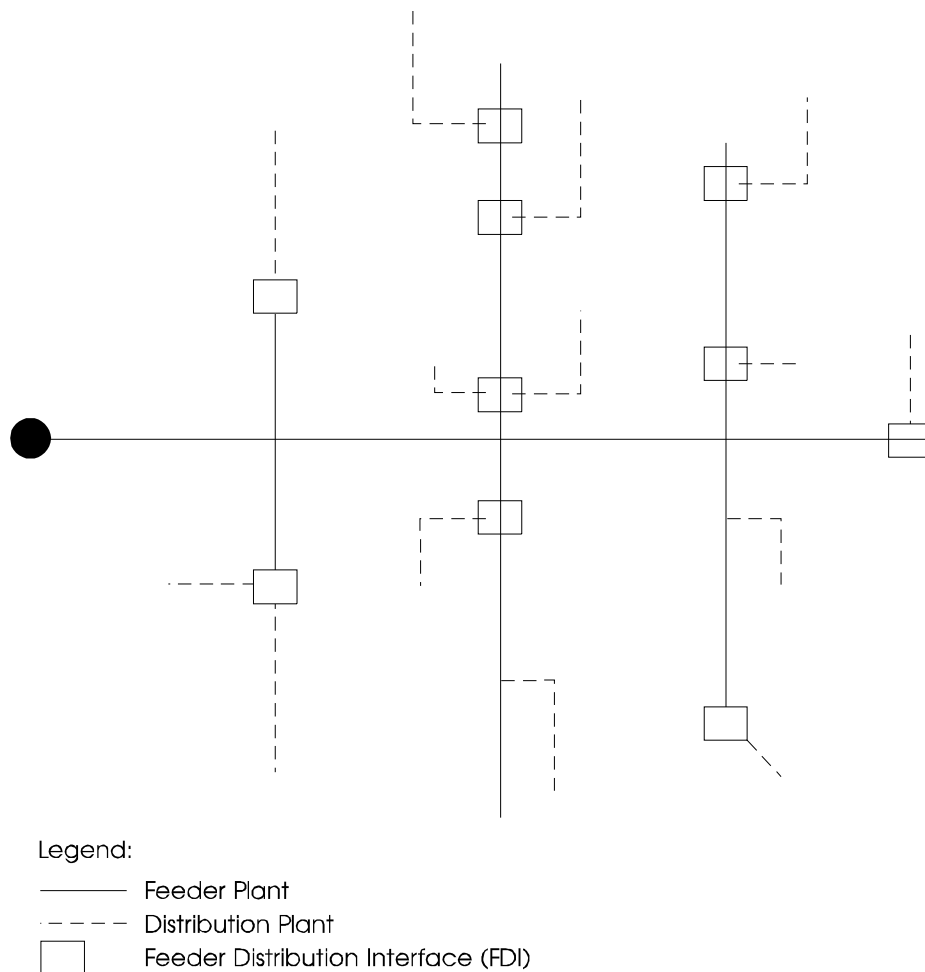 Legend:
Feeder Plant
Distribution Plant
Feeder Distribution Interface (FDI)